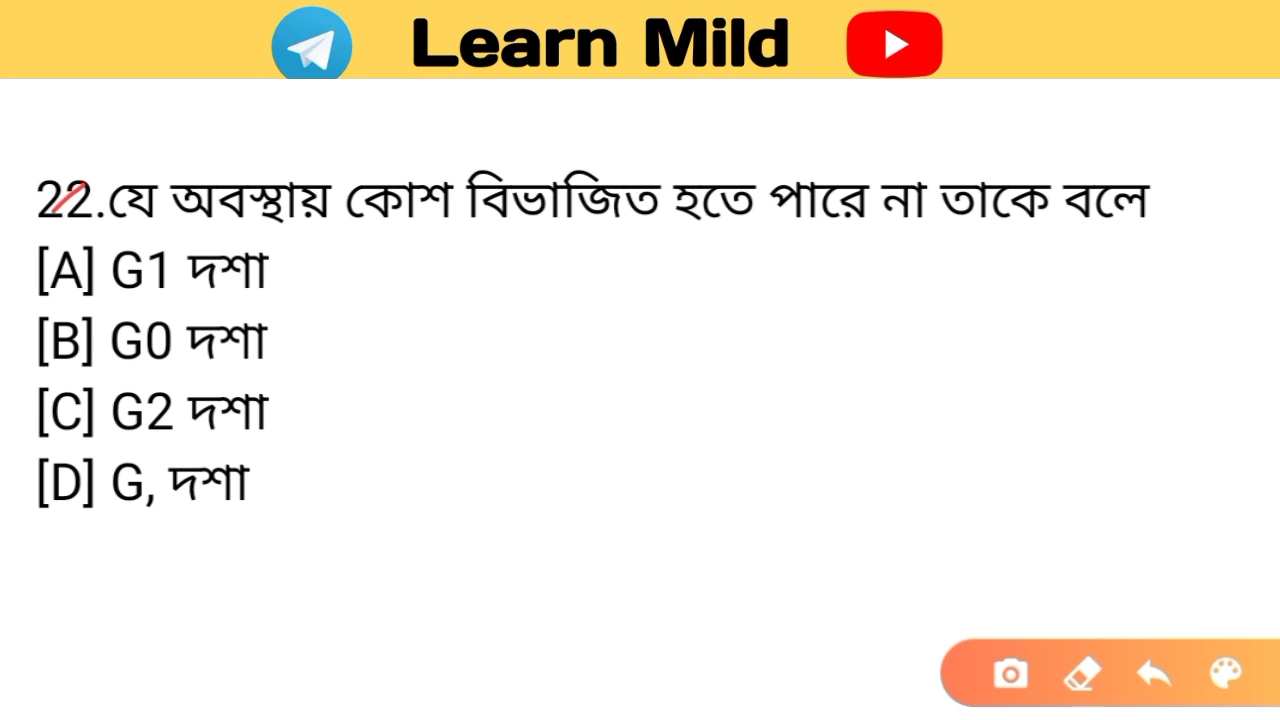 Learn Mild
22.যে অবস্থায় কোশ বিভাজিত হতে পারে না তাকে বলে
[A] G1 দশা
[B] G0 দশা
[C] G2 দশা
[D] G, দশা